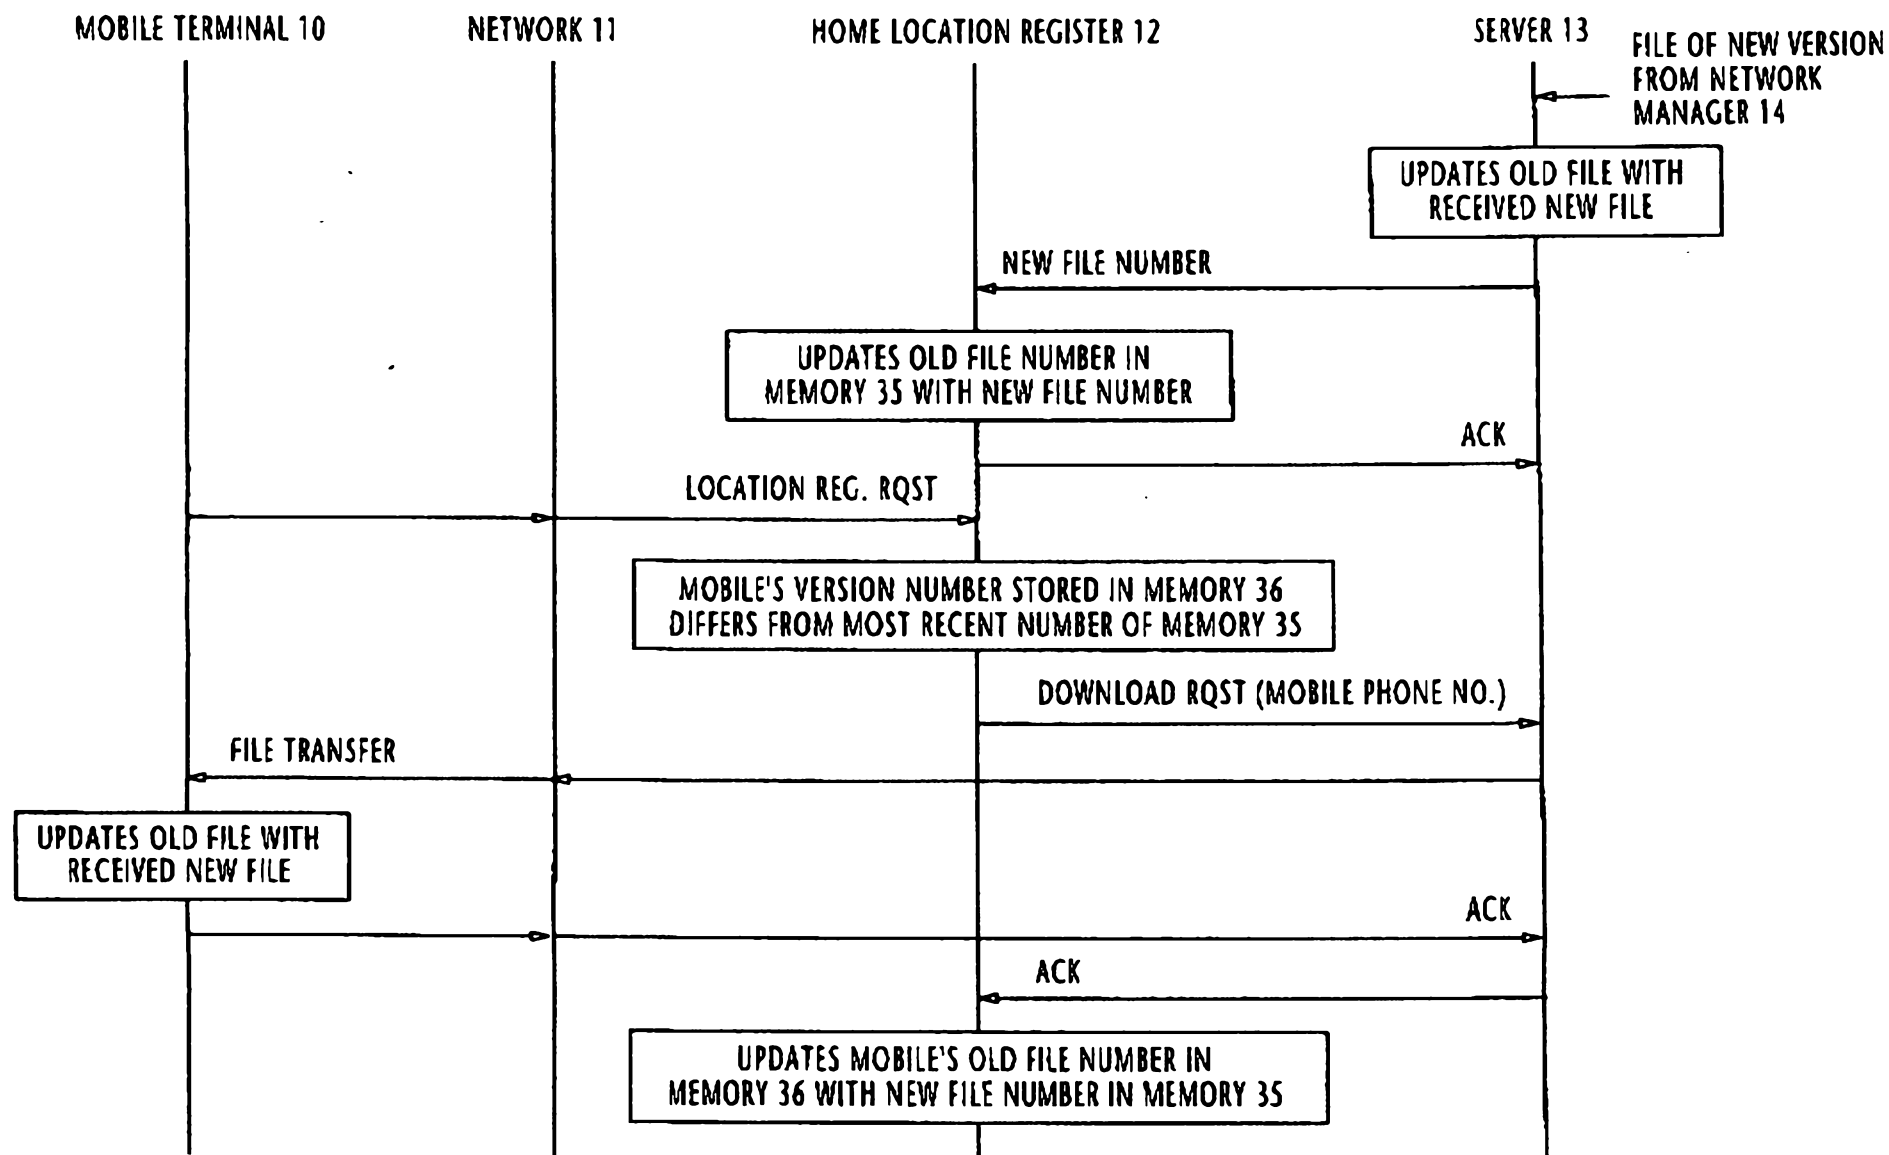 MOBILE TERMINAL 10
NETWORK 11
HOME LOCATION REGISTER 12
SERVER 13
FILE OF NEW VERSION
FROM NETWORK
MANAGER 14
UPDATES OLD FILE WITH
RECEIVED NEW FILE
NEW FILE NUMBER
UPDATES OLD FILE NUMBER IN
MEMORY 35 WITH NEW FILE NUMBER
ACK
LOCATION REG. RQST
MOBILE'S VERSION NUMBER STORED IN MEMORY 36
DIFFERS FROM MOST RECENT NUMBER OF MEMORY 35
DOWNLOAD RQST (MOBILE PHONE NO.)
FILE TRANSFER
UPDATES OLD FILE WITH
RECEIVED NEW FILE
ACK
ACK
UPDATES MOBILE'S OLD FILE NUMBER IN
MEMORY 36 WITH NEW FILE NUMBER IN MEMORY 35